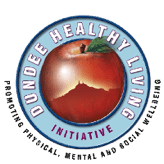 DUNDEE HEALTHY LIVING
INITIATIVE
PROMOTING PHYSICAL, MENTAL AND SOCIAL WELLBEING